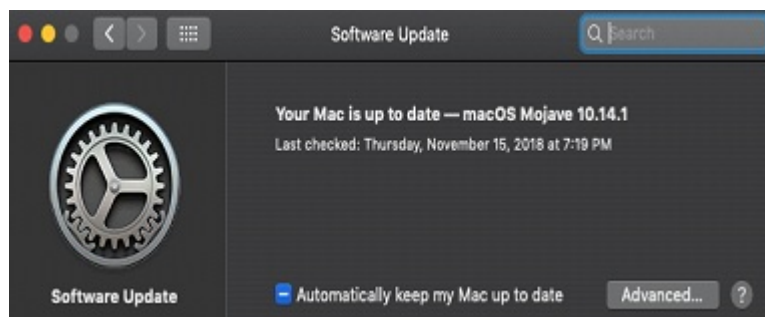 Software Update
Search
Your Mac is up to date — macOS Mojave 10.14.1
Last checked: Thursday, November 15, 2018 at 7:19 PM
Software Update
Automatically keep my Mac up to date
Advanced...
?